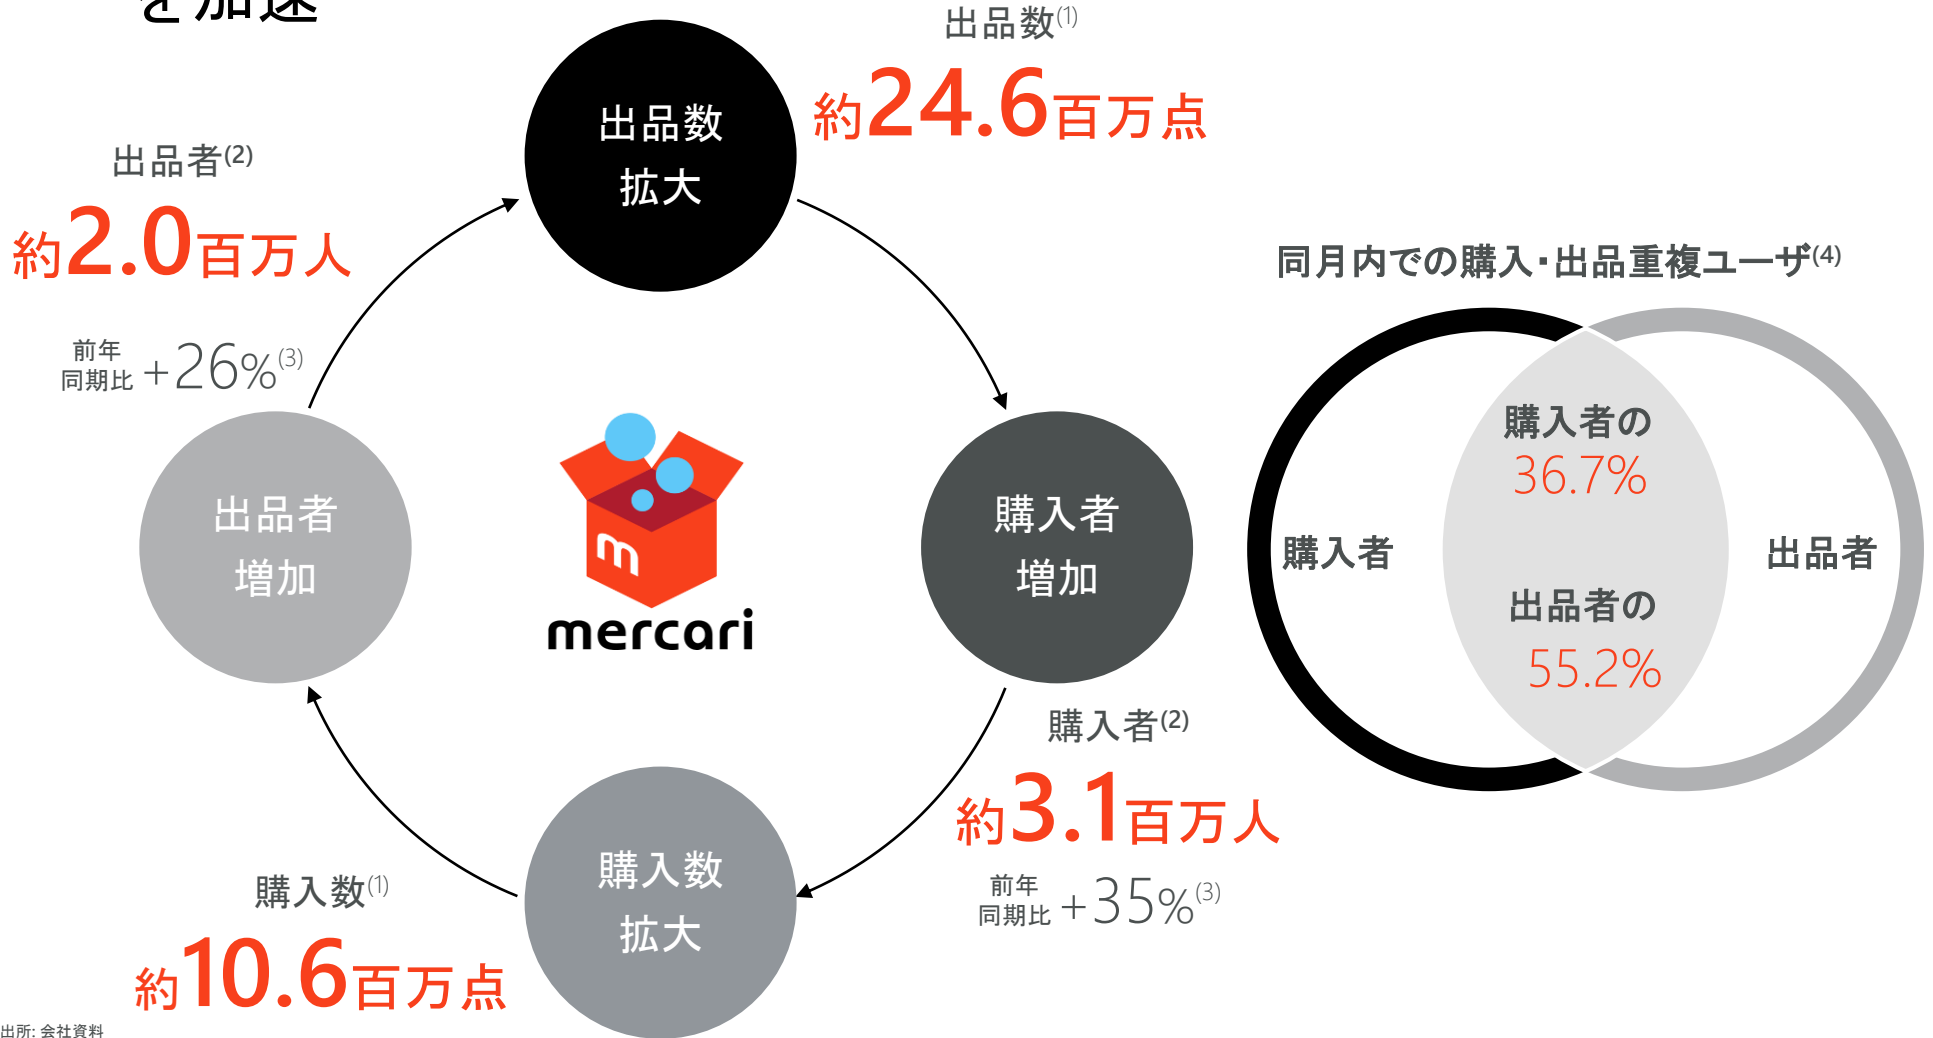 を加速
出品数(1)
約24.6百万点
出品数
拡大
出品者(2)
約2.0百万人
前年
同期比 +26%(3)
同月内での購入・出品重複ユーザ(4)
購入者の
36.7%
購入者
出品者
出品者の
55.2%
出品者
増加
m
mercari
購入者
増加
購入者(2)
約3.1百万人
前年
同期比 +35%(3)
購入数
拡大
購入数(1)
約10.6百万点
出所: 会社資料